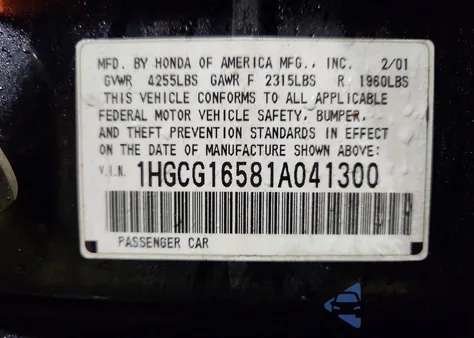 MFD. BY HONDA OF AMERICA MFG., INC. 2/01
GVWR 4255LBS GAWR F 2315LBS R 1960LBS
THIS VEHICLE CONFORMS TO ALL APPLICABLE
FEDERAL MOTOR VEHICLE SAFETY, BUMPER,
AND THEFT PREVENTION STANDARDS IN EFFECT
ON THE DATE OF MANUFACTURE SHOWN ABOVE:
V.I.N. 1HGCG16581A041300
PASSENGER CAR